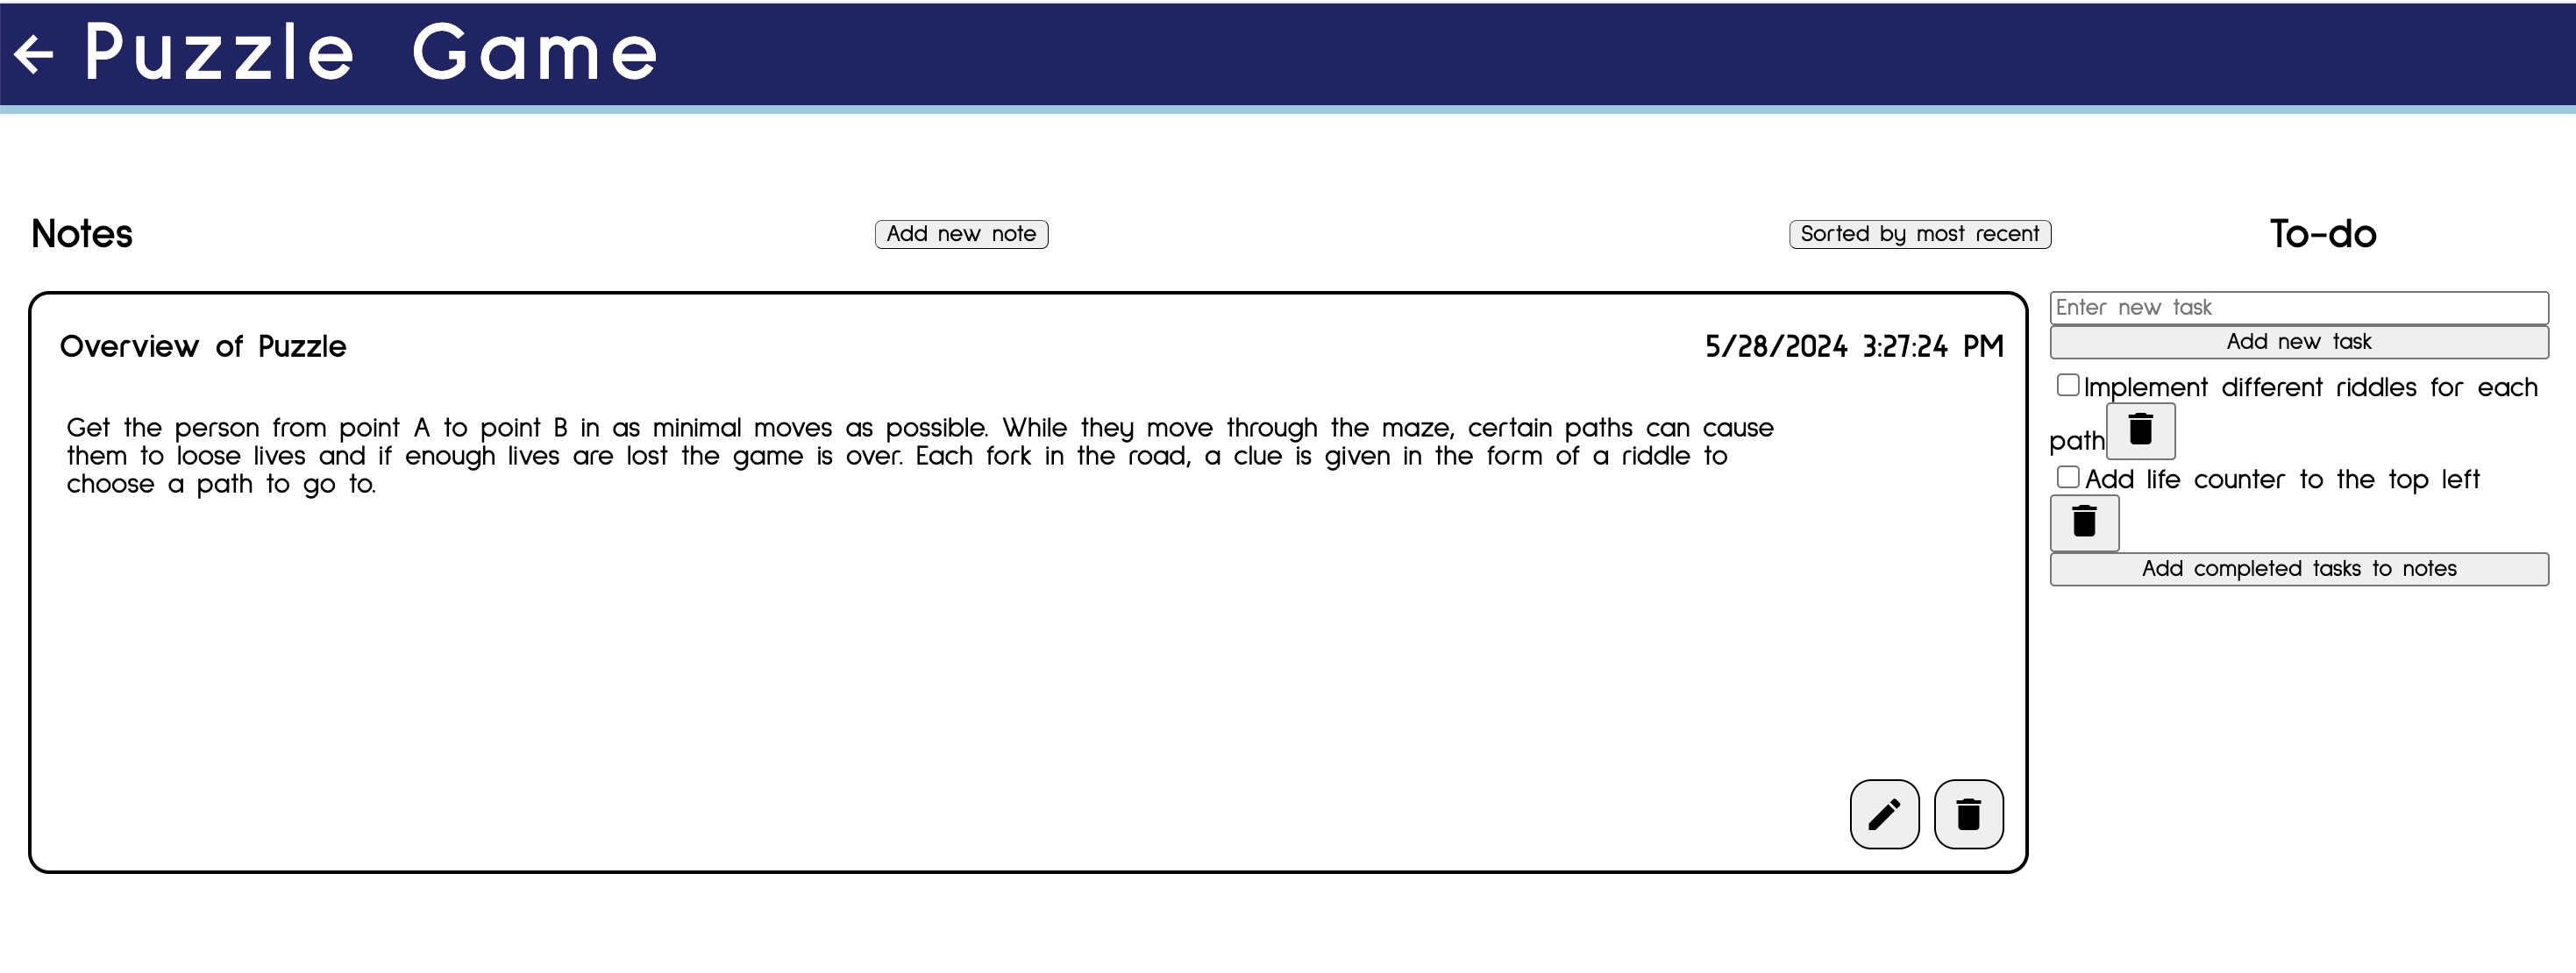 Puzzle Game
Notes
Add new note
Sorted by most recent
To-do
Overview of Puzzle
5/28/2024 3:27:24 PM
Get the person from point A to point B in as minimal moves as possible. While they move through the maze, certain paths can cause
them to loose lives and if enough lives are lost the game is over. Each fork in the road, a clue is given in the form of a riddle to
choose a path to go to.
Enter new task
Add new task
Implement different riddles for each
path
Add life counter to the top left
Add completed tasks to notes